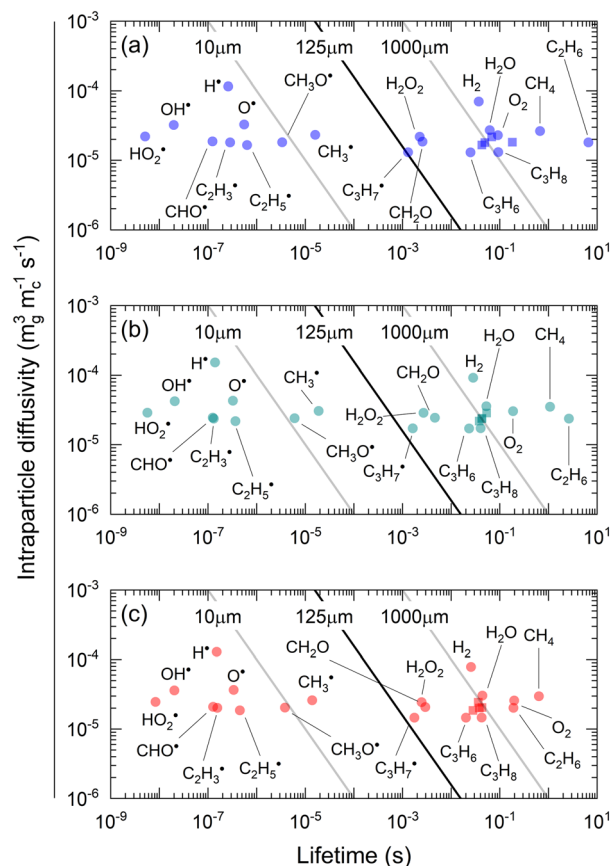 Intraparticle diffusivity (m³g m⁻¹c s⁻¹)
10⁻³
10⁻⁴
10⁻⁵
10⁻⁶
(a)
10μm
125μm
1000μm
C₂H₆
H•
OH•
O•
CH₃O•
H₂O₂
H₂
H₂O
O₂
CH₄
HO₂•
CHO•
C₂H₃•
C₂H₅•
CH₃•
C₃H₇•
CH₂O
C₃H₆
C₃H₈
10⁻⁹
10⁻⁷
10⁻⁵
10⁻³
10⁻¹
10¹
10⁻³
10⁻⁴
10⁻⁵
10⁻⁶
(b)
10μm
125μm
1000μm
H₂O
CH₄
H•
OH•
O•
CH₃•
CH₂O
H₂
HO₂•
CHO•
C₂H₃•
C₂H₅•
CH₃O•
H₂O₂
C₃H₇•
C₃H₆
C₃H₈
O₂
C₂H₆
10⁻⁹
10⁻⁷
10⁻⁵
10⁻³
10⁻¹
10¹
10⁻³
10⁻⁴
10⁻⁵
10⁻⁶
(c)
10μm
125μm
1000μm
H₂O
CH₄
H•
OH•
O•
CH₂O
CH₃•
H₂O₂
H₂
HO₂•
CHO•
C₂H₃•
C₂H₅•
CH₃O•
C₃H₇•
C₃H₆
C₃H₈
O₂
C₂H₆
10⁻⁹
10⁻⁷
10⁻⁵
10⁻³
10⁻¹
10¹
Lifetime (s)